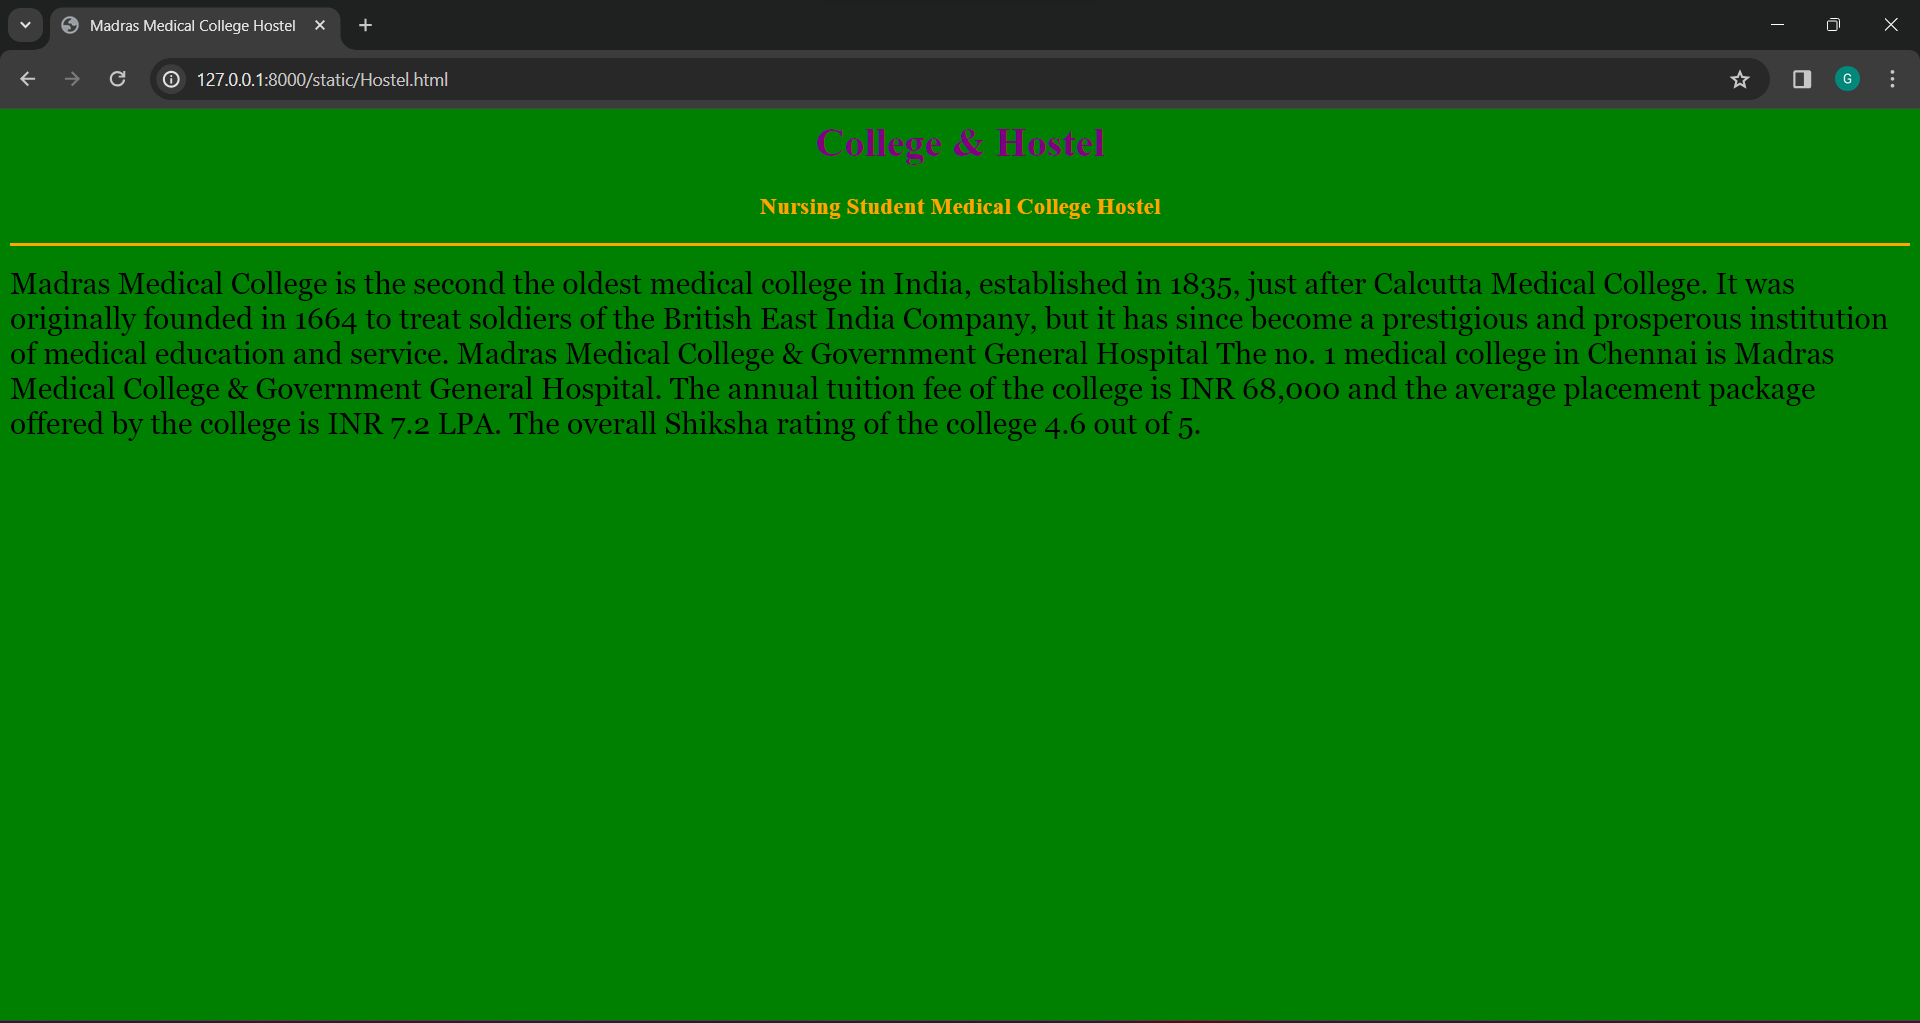 Madras Medical College Hostel
127.0.0.1:8000/static/Hostel.html
G
College & Hostel
Nursing Student Medical College Hostel
Madras Medical College is the second the oldest medical college in India, established in 1835, just after Calcutta Medical College. It was
originally founded in 1664 to treat soldiers of the British East India Company, but it has since become a prestigious and prosperous institution
of medical education and service. Madras Medical College & Government General Hospital The no. 1 medical college in Chennai is Madras
Medical College & Government General Hospital. The annual tuition fee of the college is INR 68,000 and the average placement package
offered by the college is INR 7.2 LPA. The overall Shiksha rating of the college 4.6 out of 5.